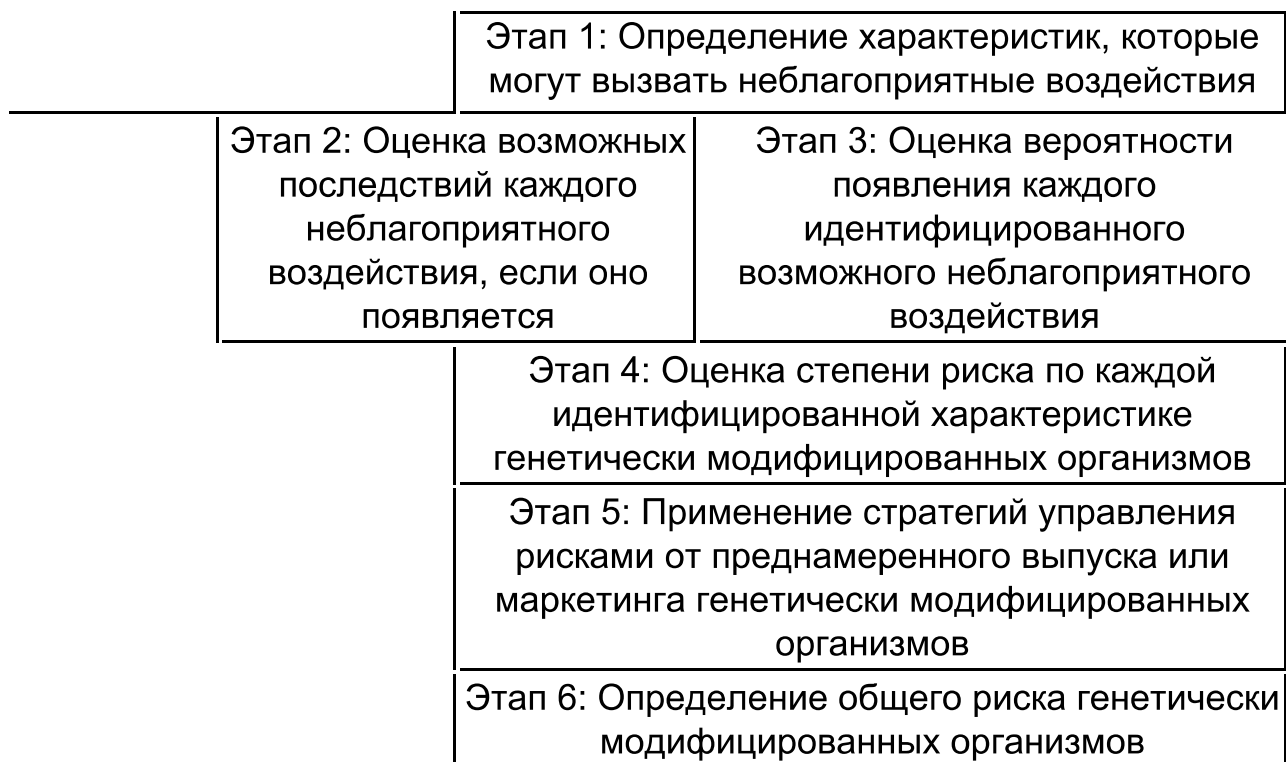 Этап 1: Определение характеристик, которые
могут вызвать неблагоприятные воздействия
Этап 2: Оценка возможных
последствий каждого
неблагоприятного
воздействия, если оно
появляется
Этап 3: Оценка вероятности
появления каждого
идентифицированного
возможного неблагоприятного
воздействия
Этап 4: Оценка степени риска по каждой
идентифицированной характеристике
генетически модифицированных организмов
Этап 5: Применение стратегий управления
рисками от преднамеренного выпуска или
маркетинга генетически модифицированных
организмов
Этап 6: Определение общего риска генетически
модифицированных организмов